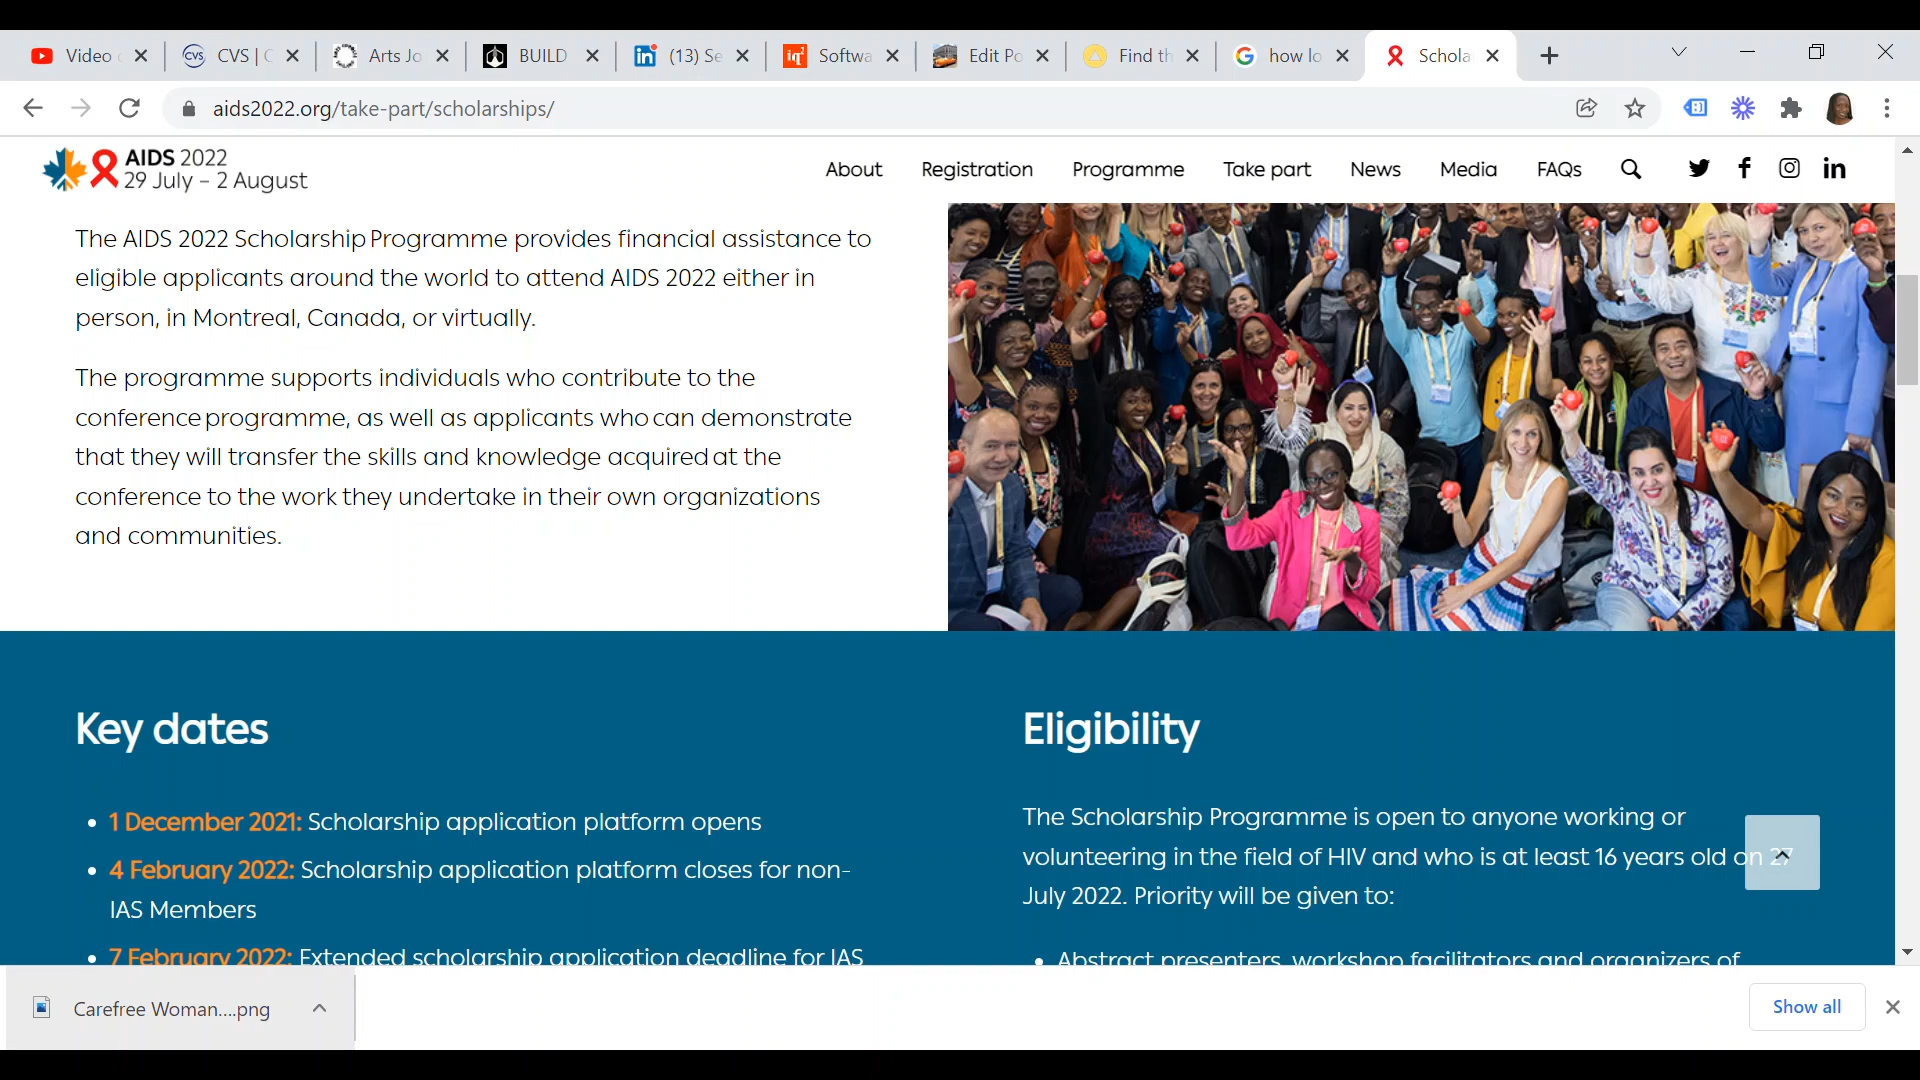 Video
CVS | C
Arts Jo
BUILD
(13) Se
Softwa
Edit Po
Find th
how lo
Schola
aids2022.org/take-part/scholarships/
AIDS 2022
29 July – 2 August
About
Registration
Programme
Take part
News
Media
FAQs
The AIDS 2022 Scholarship Programme provides financial assistance to
eligible applicants around the world to attend AIDS 2022 either in
person, in Montreal, Canada, or virtually.
The programme supports individuals who contribute to the
conference programme, as well as applicants who can demonstrate
that they will transfer the skills and knowledge acquired at the
conference to the work they undertake in their own organizations
and communities.
Key dates
• 1 December 2021: Scholarship application platform opens
• 4 February 2022: Scholarship application platform closes for non-
IAS Members
• 7 February 2022: Extended scholarship application deadline for IAS
Eligibility
The Scholarship Programme is open to anyone working or
volunteering in the field of HIV and who is at least 16 years old on 27
July 2022. Priority will be given to:
• Abstract presenters, workshop facilitators and organizers of
Carefree Woman....png
Show all